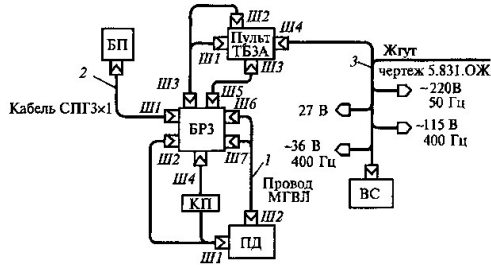 Ш2
БП
Пульт
ТБЗА
Ш4
Ш1
Ш3
2
Ш3
Ш5
Кабель СПГ3×1
Ш1
Ш6
БРЗ
Ш2
Ш7
Ш4
1
Провод
МГВЛ
КП
Ш2
Ш1
ПД
3
Жгут
чертеж 5.831.ОЖ
~220В
50 Гц
27 В
~115 В
400 Гц
~36 В
400 Гц
ВС